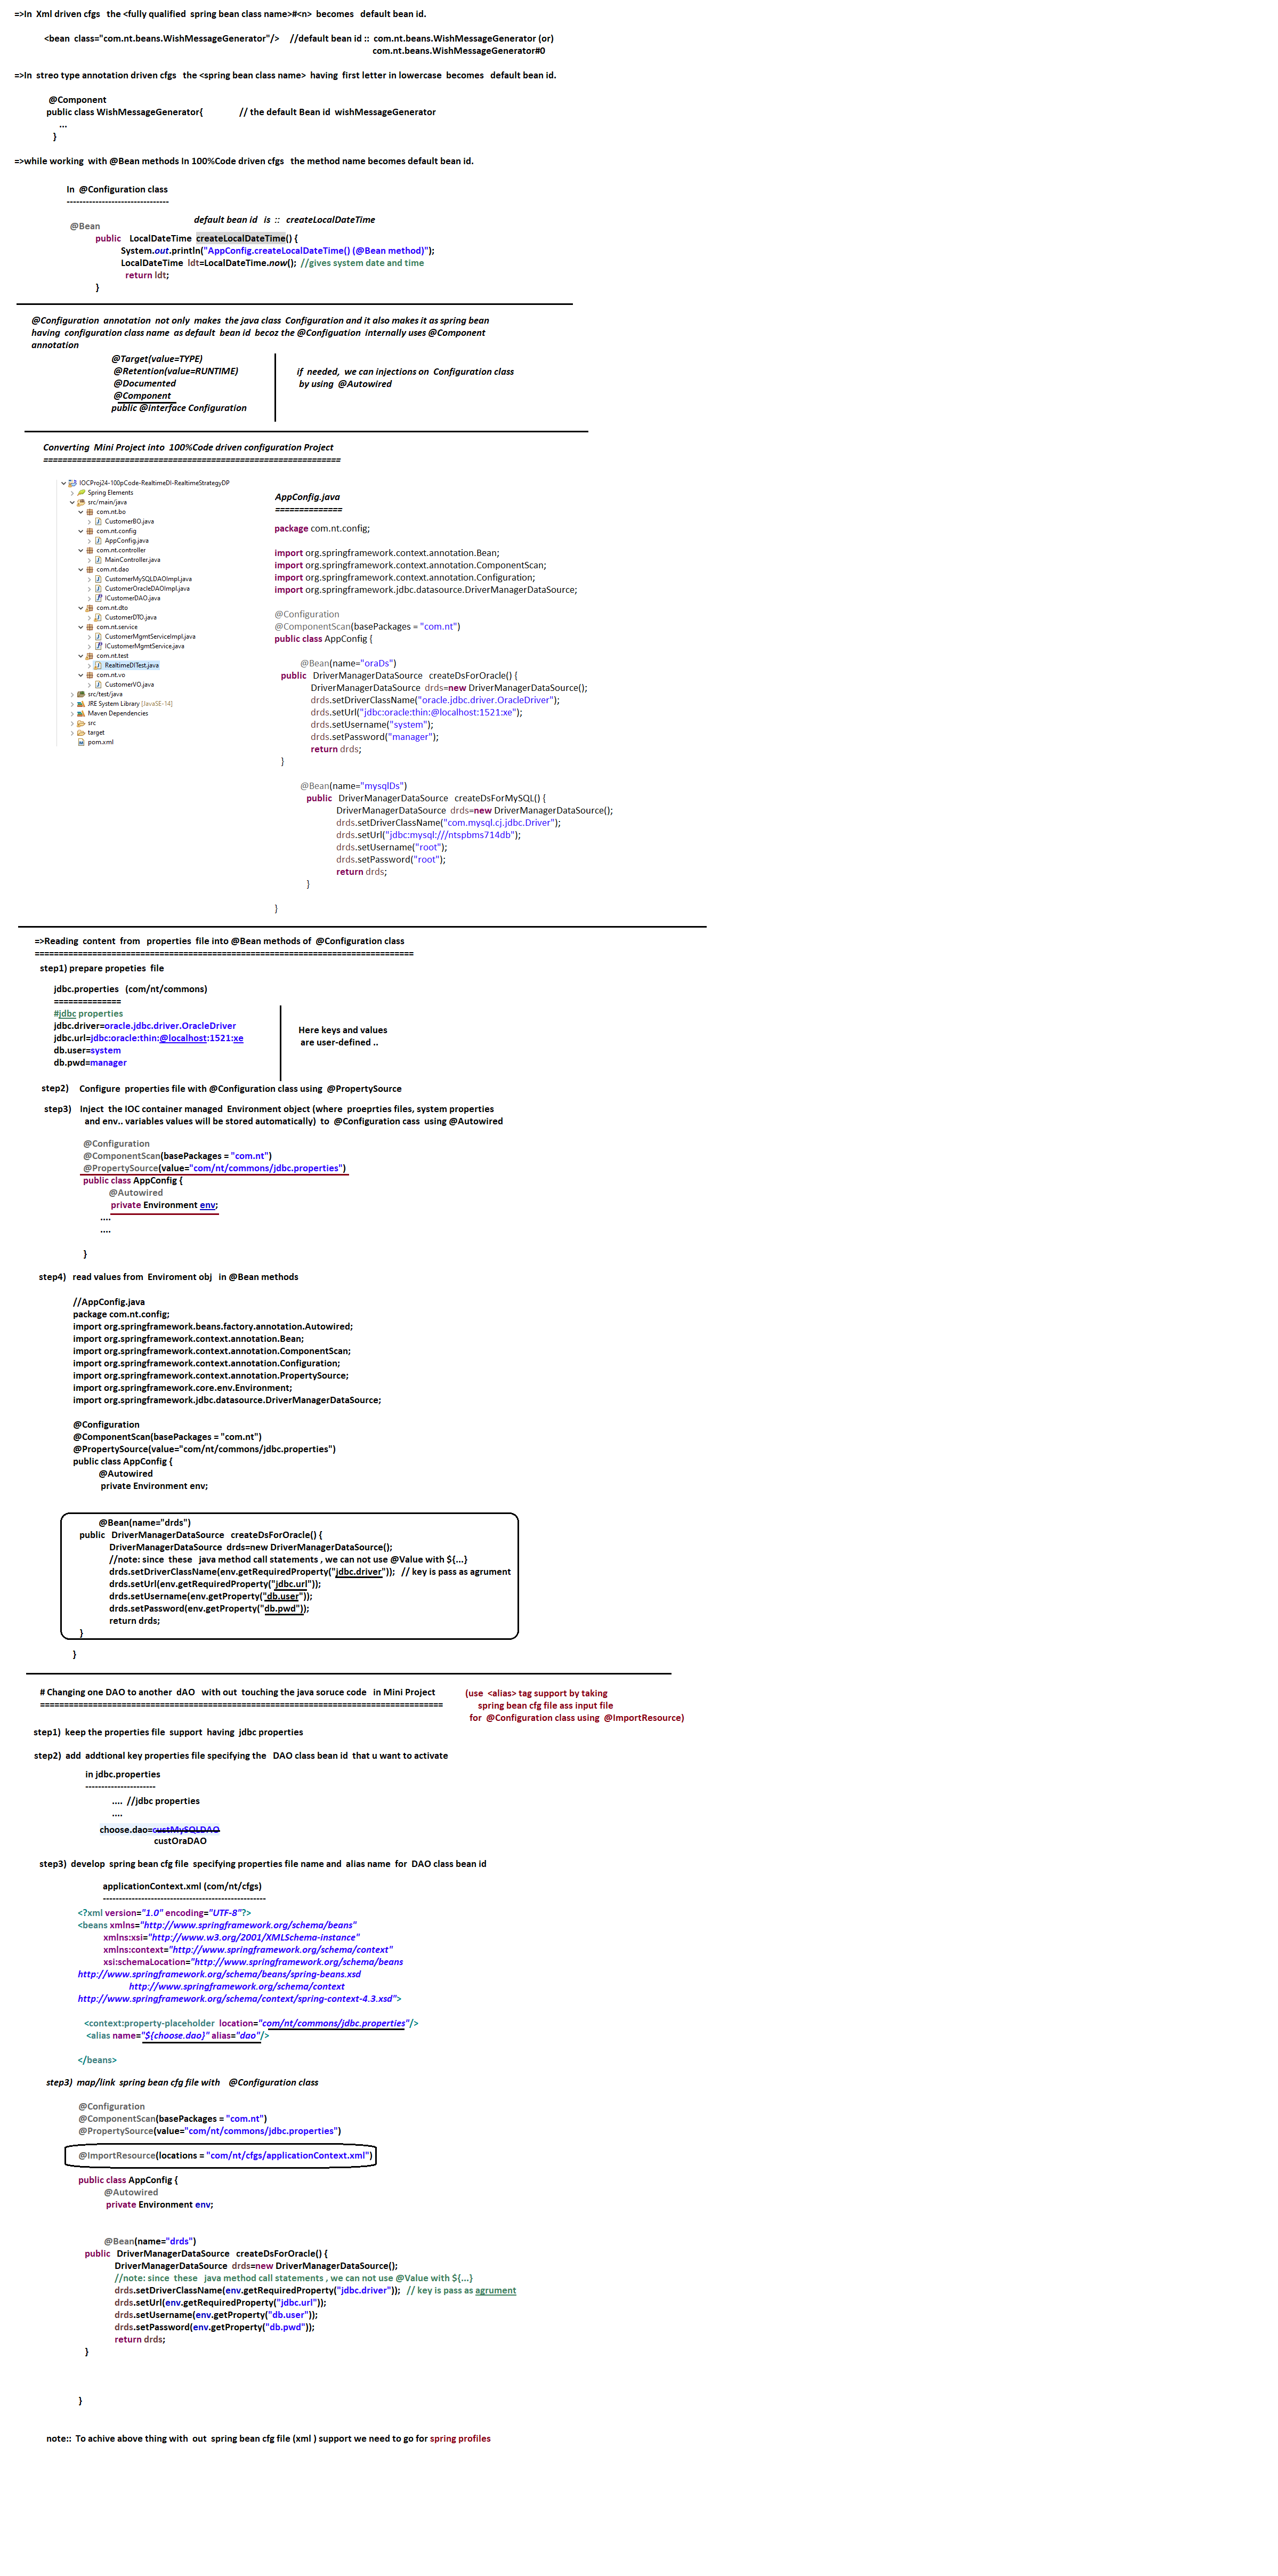 =>In Xml driven cfgs the <fully qualified spring bean class name>#<n> becomes default bean id.
<bean class="com.nt.beans.WishMessageGenerator"/> //default bean id :: com.nt.beans.WishMessageGenerator (or)
com.nt.beans.WishMessageGenerator#0
=>In streo type annotation driven cfgs the <spring bean class name> having first letter in lowercase becomes default bean id.
@Component
public class WishMessageGenerator{ // the default Bean id wishMessageGenerator
...
}
=>while working with @Bean methods In 100%Code driven cfgs the method name becomes default bean id.
In @Configuration class
--------------------------------
default bean id is :: createLocalDateTime
@Bean
public LocalDateTime createLocalDateTime() {
System.out.println("AppConfig.createLocalDateTime() (@Bean method)");
LocalDateTime ldt=LocalDateTime.now(); //gives system date and time
return ldt;
}
@Configuration annotation not only makes the java class Configuration and it also makes it as spring bean
having configuration class name as default bean id becoz the @Configuation internally uses @Component
annotation
@Target(value=TYPE)
@Retention(value=RUNTIME)
@Documented
@Component
public @interface Configuration
if needed, we can injections on Configuration class
by using @Autowired
Converting Mini Project into 100%Code driven configuration Project
==============================================================
IOCProj24-100pCode-RealtimeDI-RealtimeStrategyDP
Spring Elements
src/main/java
com.nt.bo
CustomerBO.java
com.nt.config
AppConfig.java
com.nt.controller
MainController.java
com.nt.dao
CustomerMySQLDAOImpl.java
CustomerOracleDAOImpl.java
ICustomerDAO.java
com.nt.dto
CustomerDTO.java
com.nt.service
CustomerMgmtServiceImpl.java
ICustomerMgmtService.java
com.nt.test
RealtimeDITest.java
com.nt.vo
CustomerVO.java
src/test/java
JRE System Library [JavaSE-14]
Maven Dependencies
src
target
pom.xml
AppConfig.java
==============
package com.nt.config;
import org.springframework.context.annotation.Bean;
import org.springframework.context.annotation.ComponentScan;
import org.springframework.context.annotation.Configuration;
import org.springframework.jdbc.datasource.DriverManagerDataSource;
@Configuration
@ComponentScan(basePackages = "com.nt")
public class AppConfig {
@Bean(name="oraDs")
public DriverManagerDataSource createDsForOracle() {
DriverManagerDataSource drds=new DriverManagerDataSource();
drds.setDriverClassName("oracle.jdbc.driver.OracleDriver");
drds.setUrl("jdbc:oracle:thin:@localhost:1521:xe");
drds.setUsername("system");
drds.setPassword("manager");
return drds;
}
@Bean(name="mysqlDs")
public DriverManagerDataSource createDsForMySQL() {
DriverManagerDataSource drds=new DriverManagerDataSource();
drds.setDriverClassName("com.mysql.cj.jdbc.Driver");
drds.setUrl("jdbc:mysql:///ntspbms714db");
drds.setUsername("root");
drds.setPassword("root");
return drds;
}
}
=>Reading content from properties file into @Bean methods of @Configuration class
===============================================================================
step1) prepare propeties file
jdbc.properties (com/nt/commons)
==============
#jdbc properties
jdbc.driver=oracle.jdbc.driver.OracleDriver
jdbc.url=jdbc:oracle:thin:@localhost:1521:xe
db.user=system
db.pwd=manager
Here keys and values
are user-defined ..
step2) Configure properties file with @Configuration class using @PropertySource
step3) Inject the IOC container managed Environment object (where proeprties files, system properties
and env.. variables values will be stored automatically) to @Configuration cass using @Autowired
@Configuration
@ComponentScan(basePackages = "com.nt")
@PropertySource(value="com/nt/commons/jdbc.properties")
public class AppConfig {
@Autowired
private Environment env;
....
....
}
step4) read values from Enviroment obj in @Bean methods
//AppConfig.java
package com.nt.config;
import org.springframework.beans.factory.annotation.Autowired;
import org.springframework.context.annotation.Bean;
import org.springframework.context.annotation.ComponentScan;
import org.springframework.context.annotation.Configuration;
import org.springframework.context.annotation.PropertySource;
import org.springframework.core.env.Environment;
import org.springframework.jdbc.datasource.DriverManagerDataSource;
@Configuration
@ComponentScan(basePackages = "com.nt")
@PropertySource(value="com/nt/commons/jdbc.properties")
public class AppConfig {
@Autowired
private Environment env;
@Bean(name="drds")
public DriverManagerDataSource createDsForOracle() {
DriverManagerDataSource drds=new DriverManagerDataSource();
//note: since these java method call statements , we can not use @Value with ${...}
drds.setDriverClassName(env.getRequiredProperty("jdbc.driver")); // key is pass as agrument
drds.setUrl(env.getRequiredProperty("jdbc.url"));
drds.setUsername(env.getProperty("db.user"));
drds.setPassword(env.getProperty("db.pwd"));
return drds;
}
}
# Changing one DAO to another dAO with out touching the java soruce code in Mini Project
====================================================================================
(use <alias> tag support by taking
spring bean cfg file ass input file
for @Configuration class using @ImportResource)
step1) keep the properties file support having jdbc properties
step2) add addtional key properties file specifying the DAO class bean id that u want to activate
in jdbc.properties
----------------------
.... //jdbc properties
....
choose.dao=custMySQLDAO
custOraDAO
step3) develop spring bean cfg file specifying properties file name and alias name for DAO class bean id
applicationContext.xml (com/nt/cfgs)
---------------------------------------------------
<?xml version="1.0" encoding="UTF-8"?>
<beans xmlns="http://www.springframework.org/schema/beans"
xmlns:xsi="http://www.w3.org/2001/XMLSchema-instance"
xmlns:context="http://www.springframework.org/schema/context"
xsi:schemaLocation="http://www.springframework.org/schema/beans
http://www.springframework.org/schema/beans/spring-beans.xsd
http://www.springframework.org/schema/context
http://www.springframework.org/schema/context/spring-context-4.3.xsd">
<context:property-placeholder location="com/nt/commons/jdbc.properties"/>
<alias name="${choose.dao}" alias="dao"/>
</beans>
step3) map/link spring bean cfg file with @Configuration class
@Configuration
@ComponentScan(basePackages = "com.nt")
@PropertySource(value="com/nt/commons/jdbc.properties")
@ImportResource(locations = "com/nt/cfgs/applicationContext.xml")
public class AppConfig {
@Autowired
private Environment env;
@Bean(name="drds")
public DriverManagerDataSource createDsForOracle() {
DriverManagerDataSource drds=new DriverManagerDataSource();
//note: since these java method call statements , we can not use @Value with ${...}
drds.setDriverClassName(env.getRequiredProperty("jdbc.driver")); // key is pass as agrument
drds.setUrl(env.getRequiredProperty("jdbc.url"));
drds.setUsername(env.getProperty("db.user"));
drds.setPassword(env.getProperty("db.pwd"));
return drds;
}
}
note:: To achive above thing with out spring bean cfg file (xml ) support we need to go for spring profiles